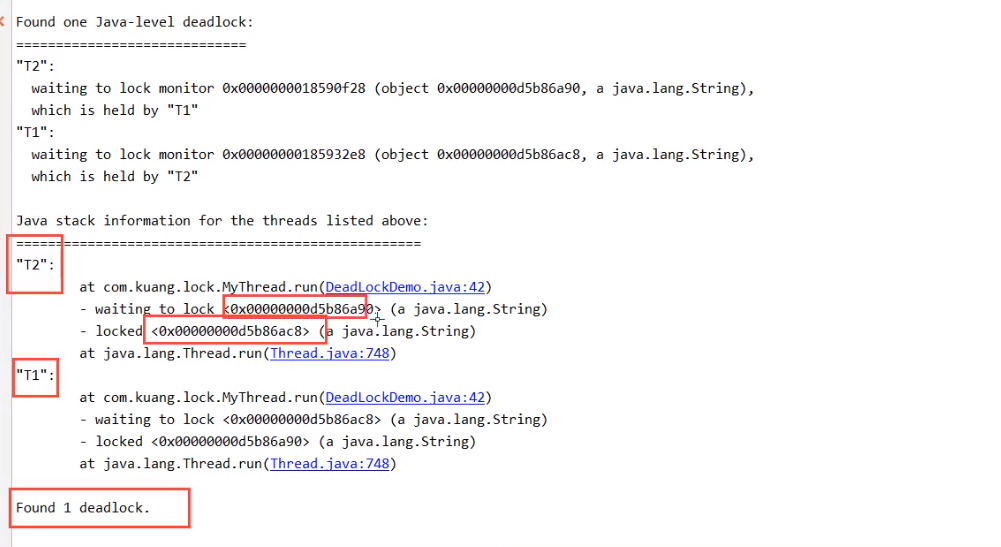 Found one Java-level deadlock:
=============================
"T2":
  waiting to lock monitor 0x0000000018590f28 (object 0x00000000d5b86a90, a java.lang.String),
  which is held by "T1"
"T1":
  waiting to lock monitor 0x00000000185932e8 (object 0x00000000d5b86ac8, a java.lang.String),
  which is held by "T2"

Java stack information for the threads listed above:
===================================================
"T2":
        at com.kuang.lock.MyThread.run(DeadLockDemo.java:42)
        - waiting to lock <0x00000000d5b86a90> (a java.lang.String)
        - locked <0x00000000d5b86ac8> (a java.lang.String)
        at java.lang.Thread.run(Thread.java:748)
"T1":
        at com.kuang.lock.MyThread.run(DeadLockDemo.java:42)
        - waiting to lock <0x00000000d5b86ac8> (a java.lang.String)
        - locked <0x00000000d5b86a90> (a java.lang.String)
        at java.lang.Thread.run(Thread.java:748)

Found 1 deadlock.